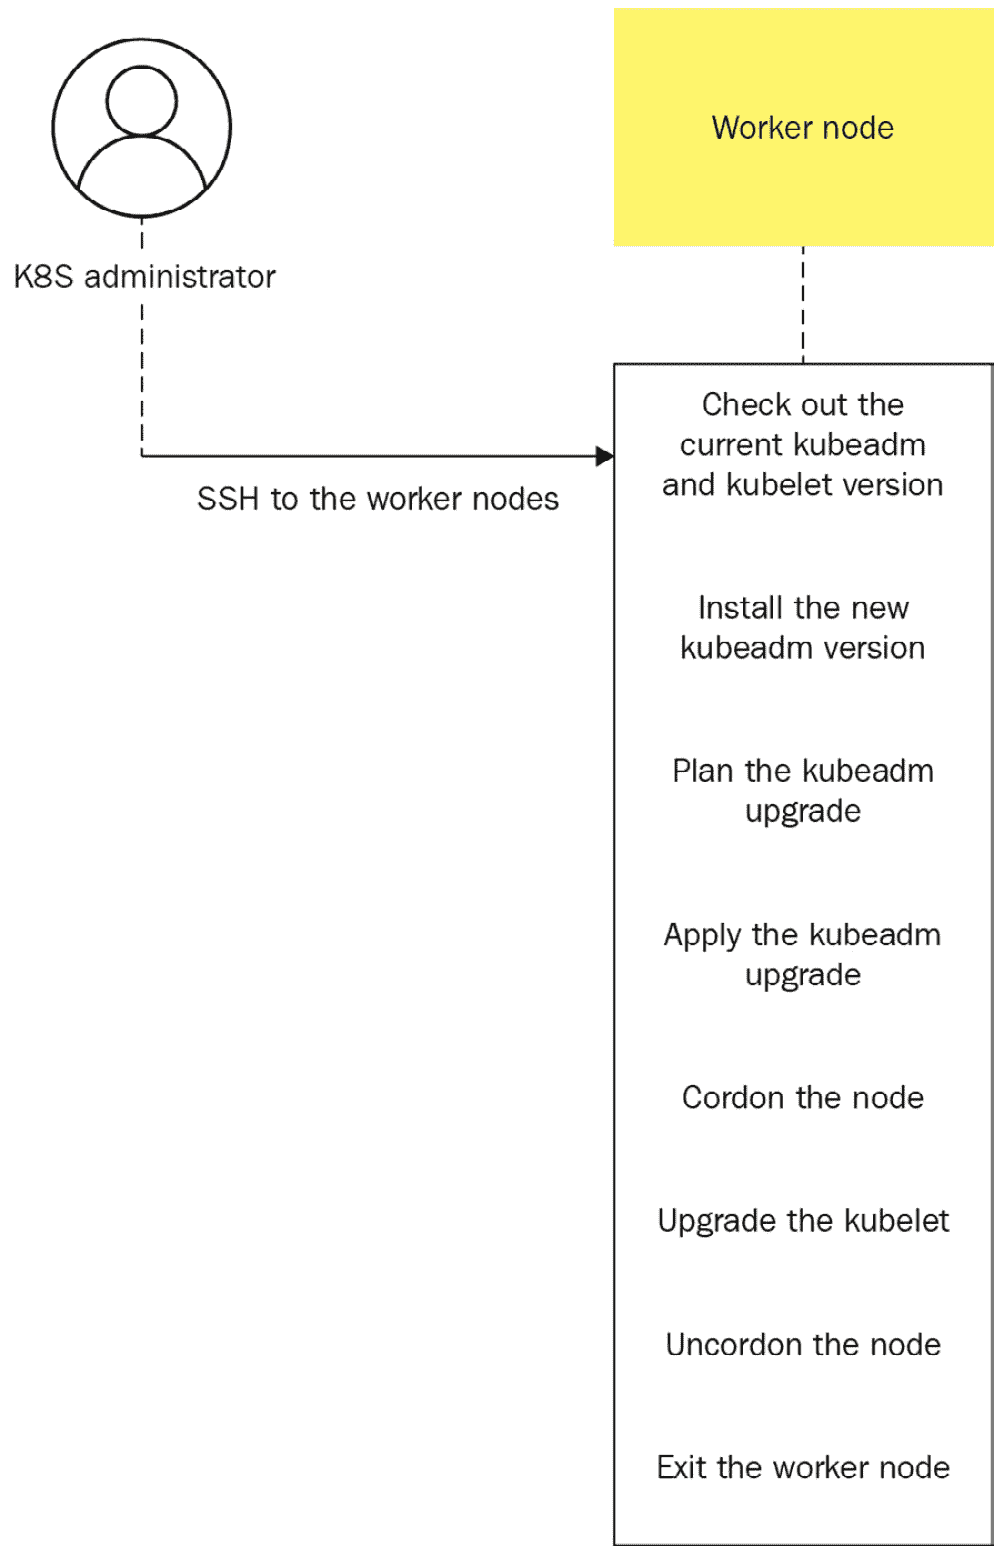 Worker node
K8S administrator
Check out the
current kubeadm
and kubelet version
SSH to the worker nodes
Install the new
kubeadm version
Plan the kubeadm
upgrade
Apply the kubeadm
upgrade
Cordon the node
Upgrade the kubelet
Uncordon the node
Exit the worker node